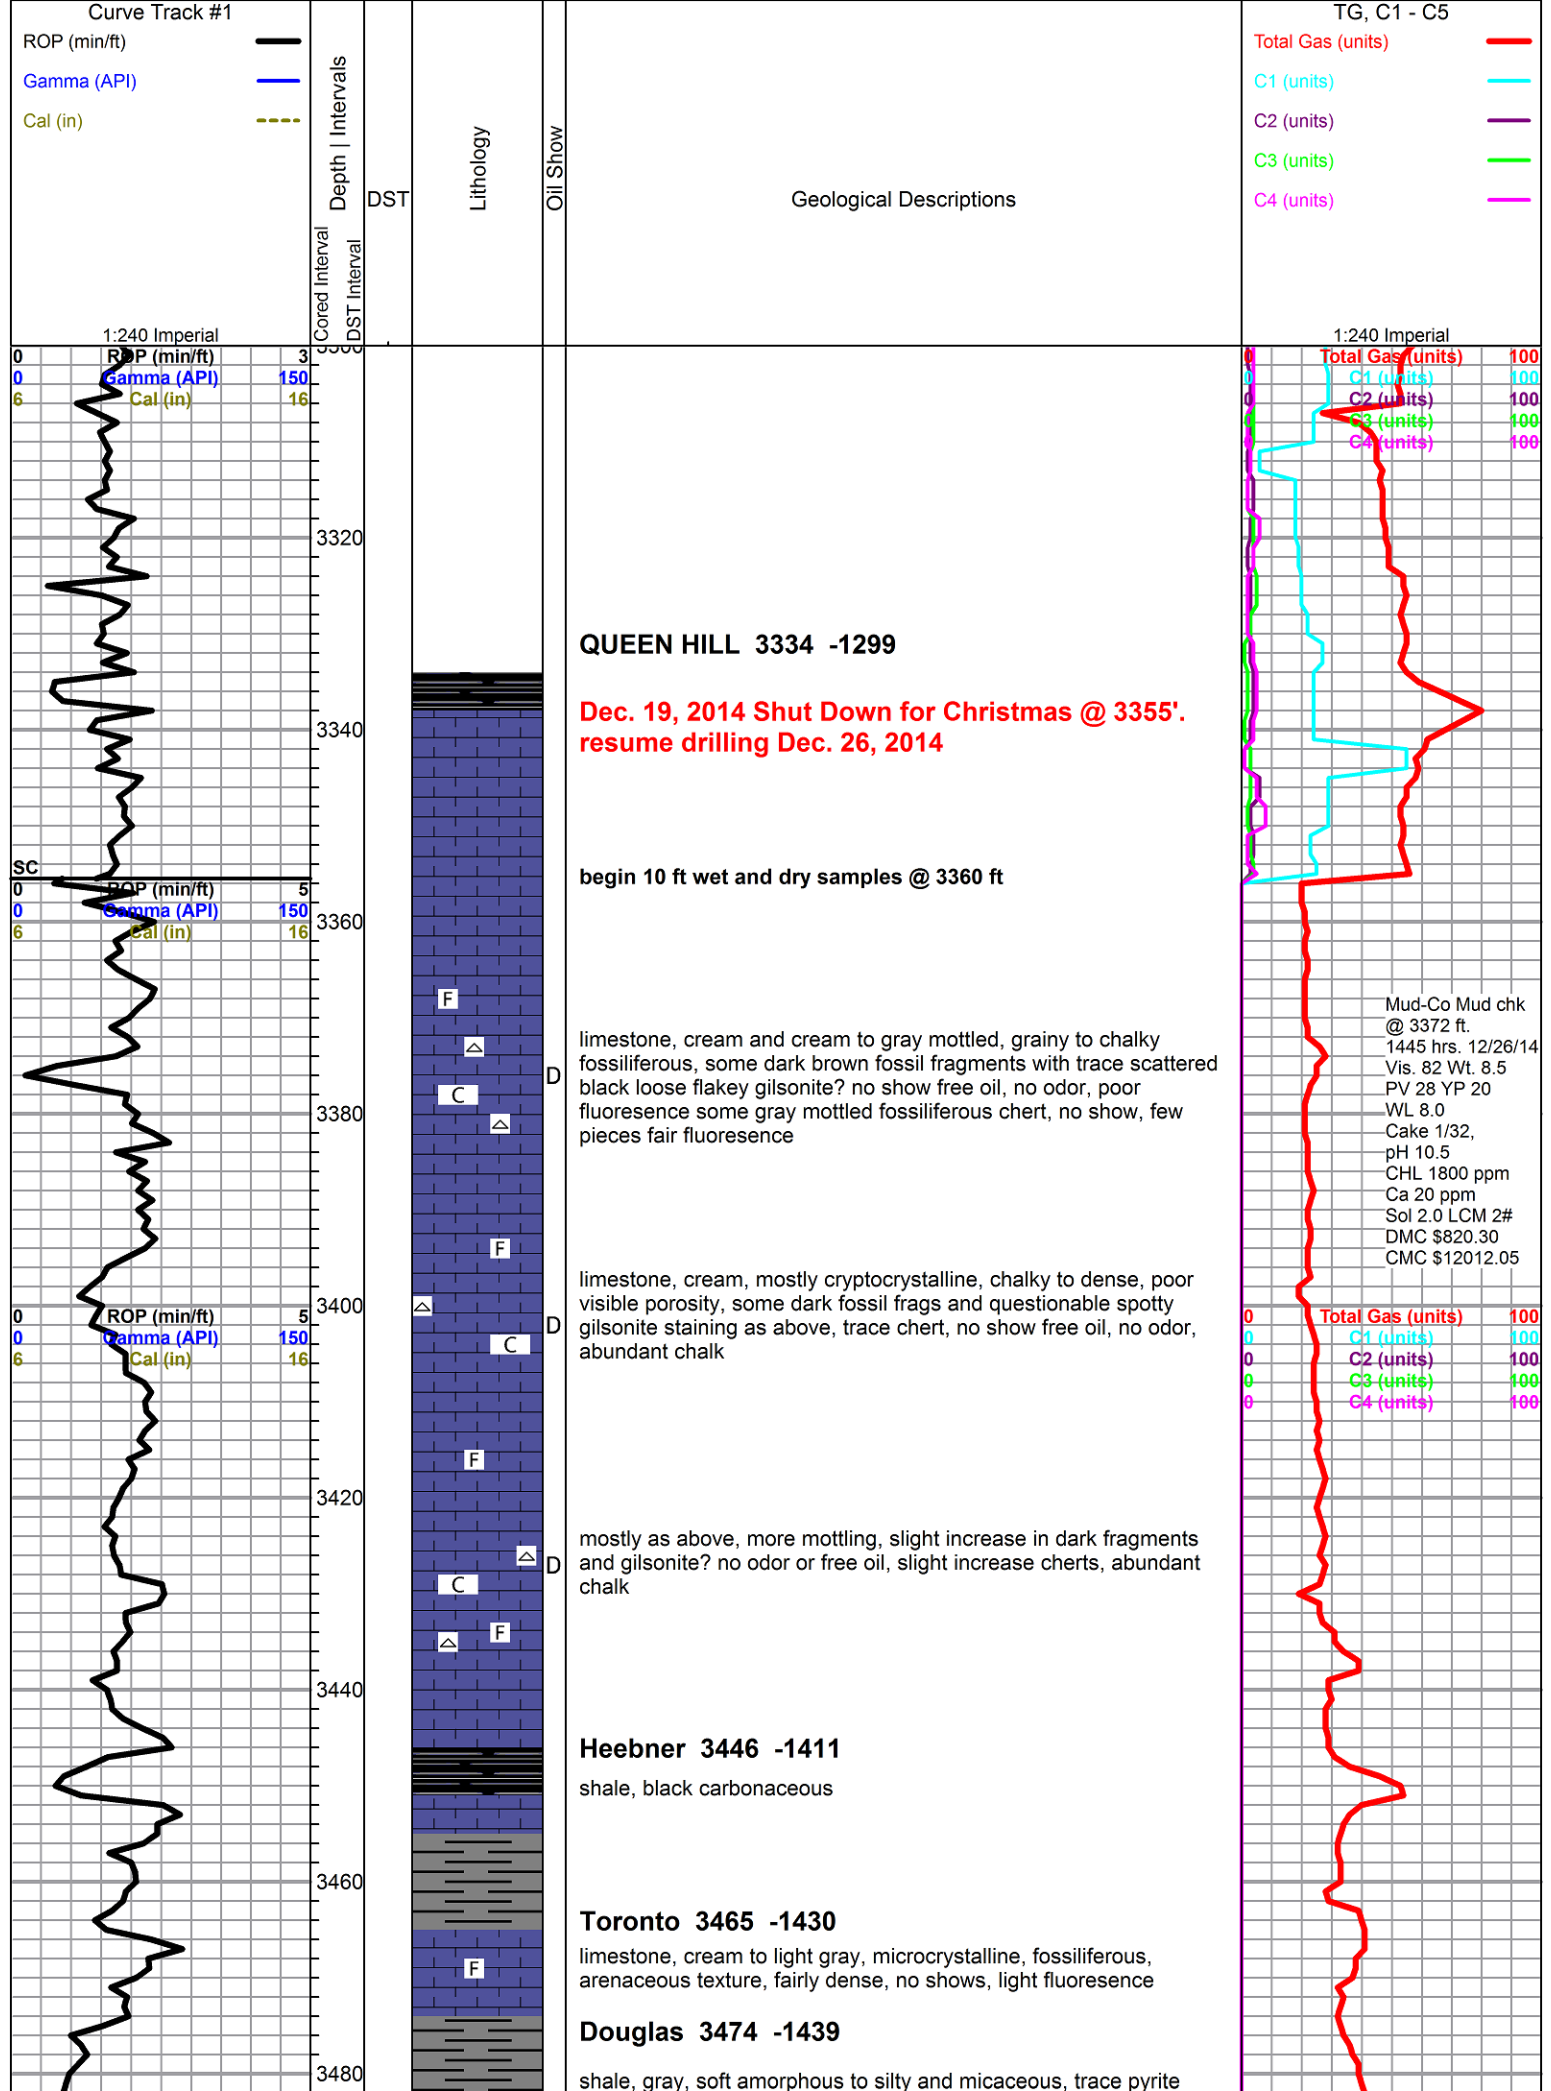 Curve Track #1
ROP (min/ft)
Gamma (API)
Cal (in)
1:240 Imperial
Depth | Intervals
Cored Interval
DST Interval
DST
Lithology
Oil Show
Geological Descriptions
TG, C1 - C5
Total Gas (units)
C1 (units)
C2 (units)
C3 (units)
C4 (units)
1:240 Imperial
0 ROP (min/ft) 3
0 Gamma (API) 150
6 Cal (in) 16
3300
0 Total Gas (units) 100
0 C1 (units) 100
0 C2 (units) 100
0 C3 (units) 100
0 C4 (units) 100
3320
QUEEN HILL 3334 -1299
Dec. 19, 2014 Shut Down for Christmas @ 3355'.
resume drilling Dec. 26, 2014
3340
SC
0 ROP (min/ft) 5
0 Gamma (API) 150
6 Cal (in) 16
begin 10 ft wet and dry samples @ 3360 ft
3360
F
C
D
limestone, cream and cream to gray mottled, grainy to chalky
fossiliferous, some dark brown fossil fragments with trace scattered
black loose flakey gilsonite? no show free oil, no odor, poor
fluoresence some gray mottled fossiliferous chert, no show, few
pieces fair fluoresence
Mud-Co Mud chk
@ 3372 ft.
1445 hrs. 12/26/14
Vis. 82 Wt. 8.5
PV 28 YP 20
WL 8.0
Cake 1/32,
pH 10.5
CHL 1800 ppm
Ca 20 ppm
Sol 2.0 LCM 2#
DMC $820.30
CMC $12012.05
3380
F
limestone, cream, mostly cryptocrystalline, chalky to dense, poor
visible porosity, some dark fossil frags and questionable spotty
gilsonite staining as above, trace chert, no show free oil, no odor,
abundant chalk
3400
0 ROP (min/ft) 5
0 Gamma (API) 150
6 Cal (in) 16
C
D
0 Total Gas (units) 100
0 C1 (units) 100
0 C2 (units) 100
0 C3 (units) 100
0 C4 (units) 100
F
3420
mostly as above, more mottling, slight increase in dark fragments
and gilsonite? no odor or free oil, slight increase cherts, abundant
chalk
D
C
F
3440
Heebner 3446 -1411
shale, black carbonaceous
3460
Toronto 3465 -1430
limestone, cream to light gray, microcrystalline, fossiliferous,
arenaceous texture, fairly dense, no shows, light fluoresence
F
Douglas 3474 -1439
3480
shale, gray, soft amorphous to silty and micaceous, trace pyrite